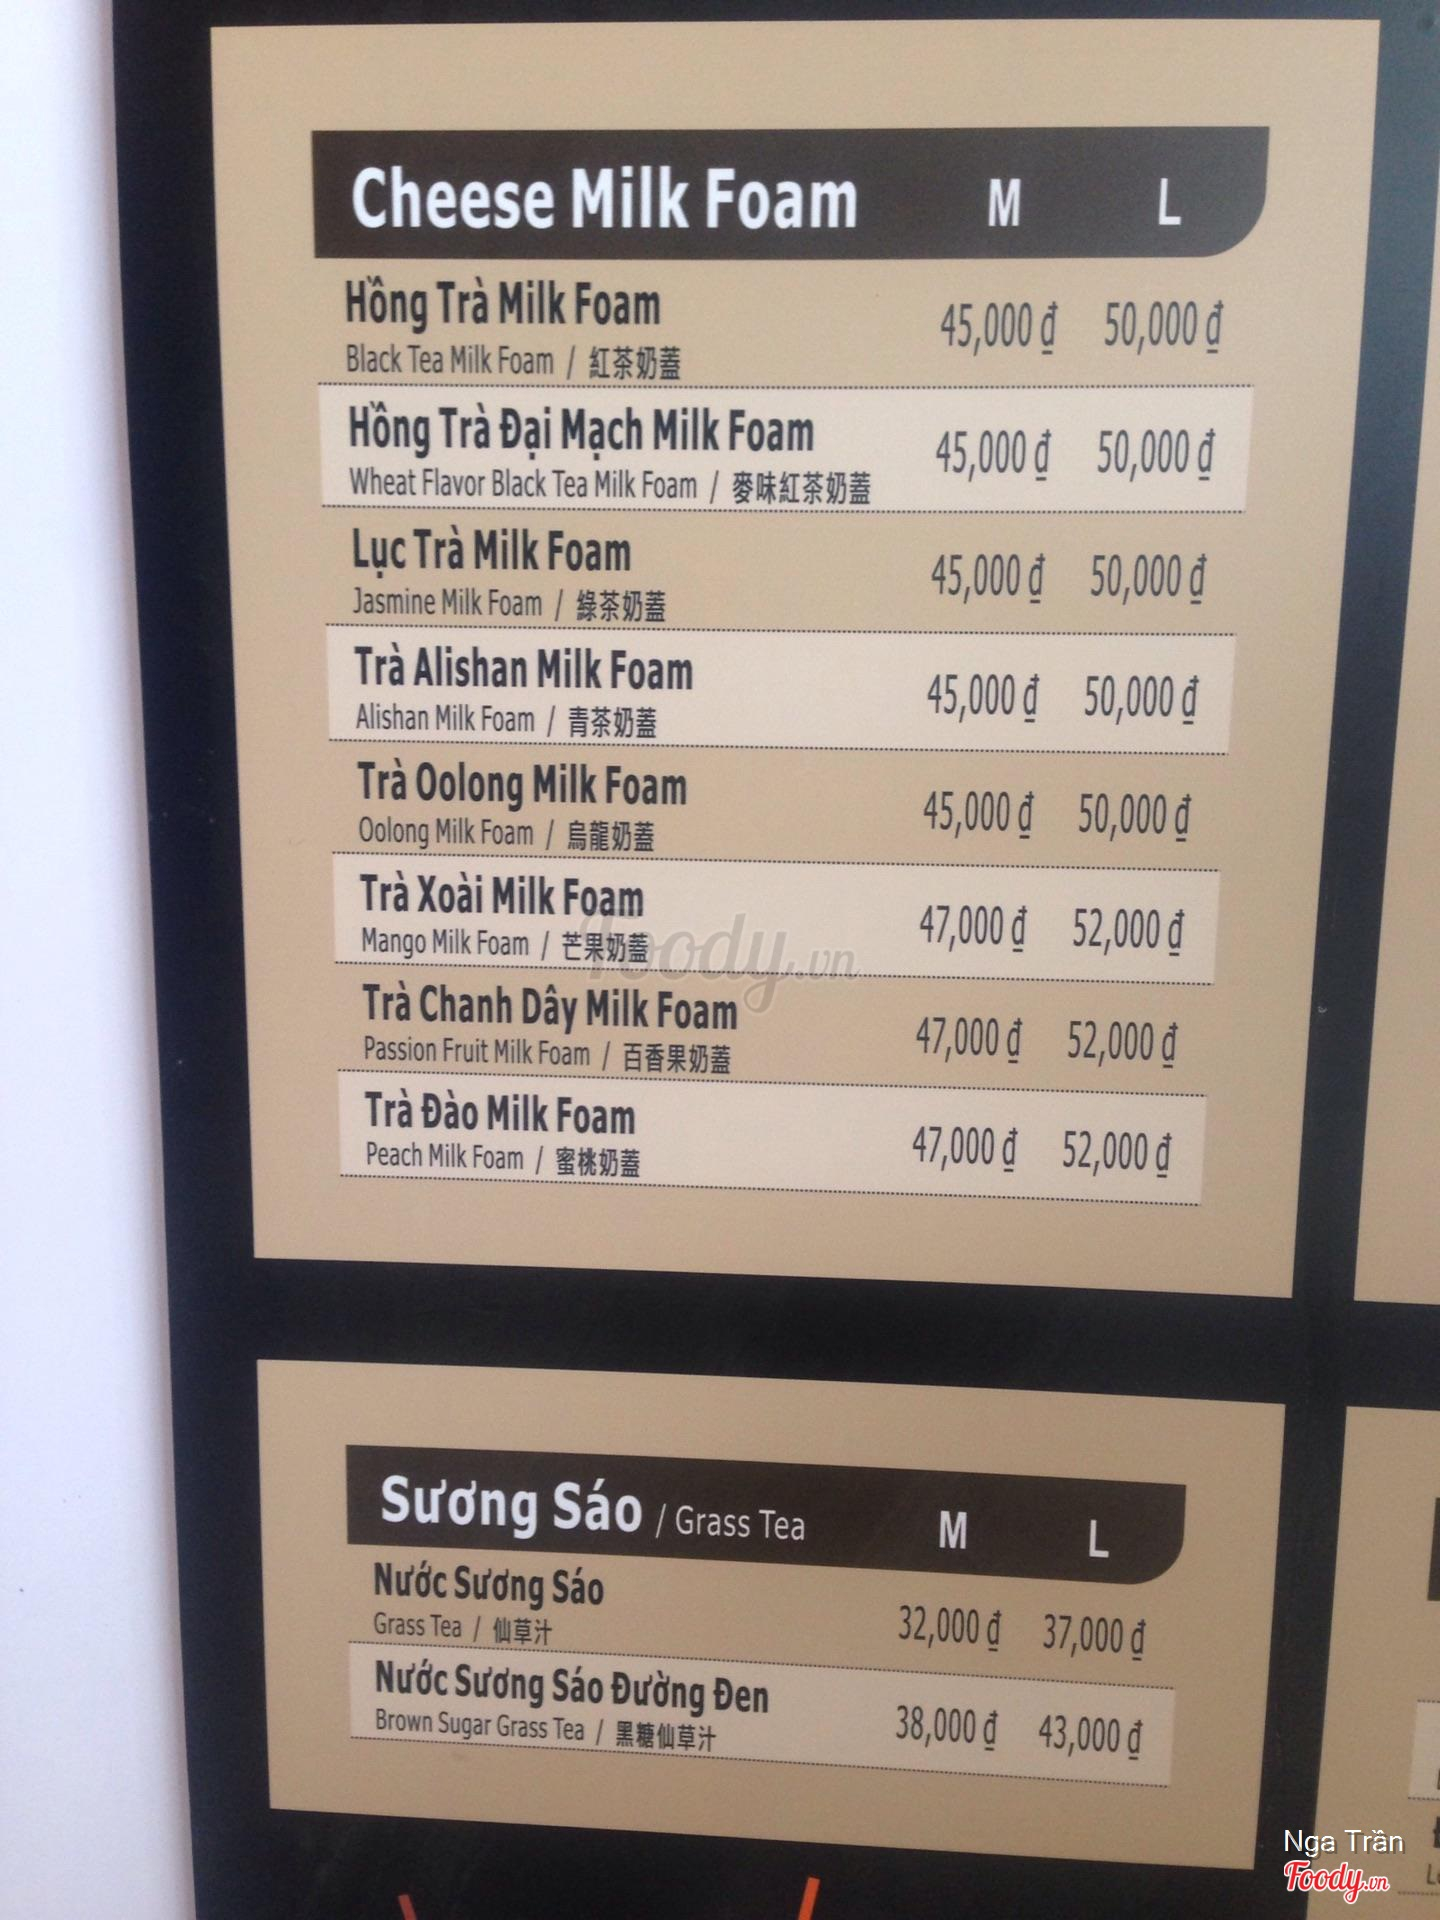 Cheese Milk Foam M L
Hồng Trà Milk Foam 45,000 ₫ 50,000 ₫
Black Tea Milk Foam / 紅茶奶蓋
Hồng Trà Đại Mạch Milk Foam 45,000 ₫ 50,000 ₫
Wheat Flavor Black Tea Milk Foam / 麥味紅茶奶蓋
Lục Trà Milk Foam 45,000 ₫ 50,000 ₫
Jasmine Milk Foam / 綠茶奶蓋
Trà Alishan Milk Foam 45,000 ₫ 50,000 ₫
Alishan Milk Foam / 青茶奶蓋
Trà Oolong Milk Foam 45,000 ₫ 50,000 ₫
Oolong Milk Foam / 烏龍奶蓋
Trà Xoài Milk Foam 47,000 ₫ 52,000 ₫
Mango Milk Foam / 芒果奶蓋
Foody.vn
Trà Chanh Dây Milk Foam 47,000 ₫ 52,000 ₫
Passion Fruit Milk Foam / 百香果奶蓋
Trà Đào Milk Foam 47,000 ₫ 52,000 ₫
Peach Milk Foam / 蜜桃奶蓋
Sương Sáo / Grass Tea M L
Nước Sương Sáo 32,000 ₫ 37,000 ₫
Grass Tea / 仙草汁
Nước Sương Sáo Đường Đen 38,000 ₫ 43,000 ₫
Brown Sugar Grass Tea / 黑糖仙草汁
Nga Trần
Foody.vn